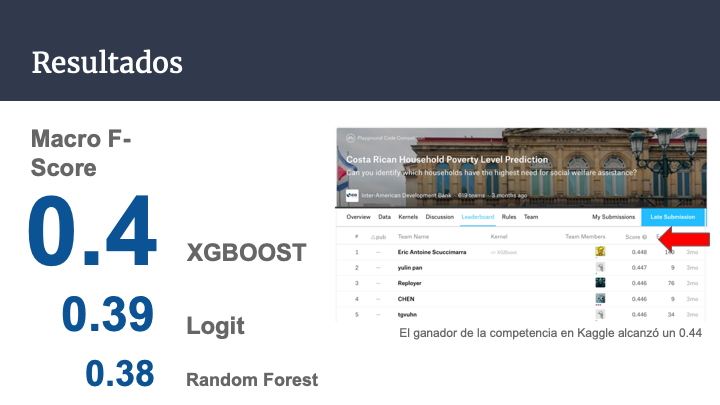 Resultados
Macro F-
Score
0.4 XGBOOST
0.39 Logit
0.38 Random Forest
Playground Code Competition
Costa Rican Household Poverty Level Prediction
Can you identify which households have the highest need for social welfare assistance?
Inter-American Development Bank · 619 teams · 3 months ago
Overview Data Kernels Discussion Leaderboard Rules Team My Submissions Late Submission
# △pub Team Name Kernel Team Members Score
1 — Eric Antoine Scuccimarra XGBoost 0.448 140 3mo
2 — yulin pan 0.447 9 3mo
3 — Reployer 0.446 76 3mo
4 — CHEN 0.446 9 3mo
5 — tgvuhn 0.446 34 3mo
El ganador de la competencia en Kaggle alcanzó un 0.44